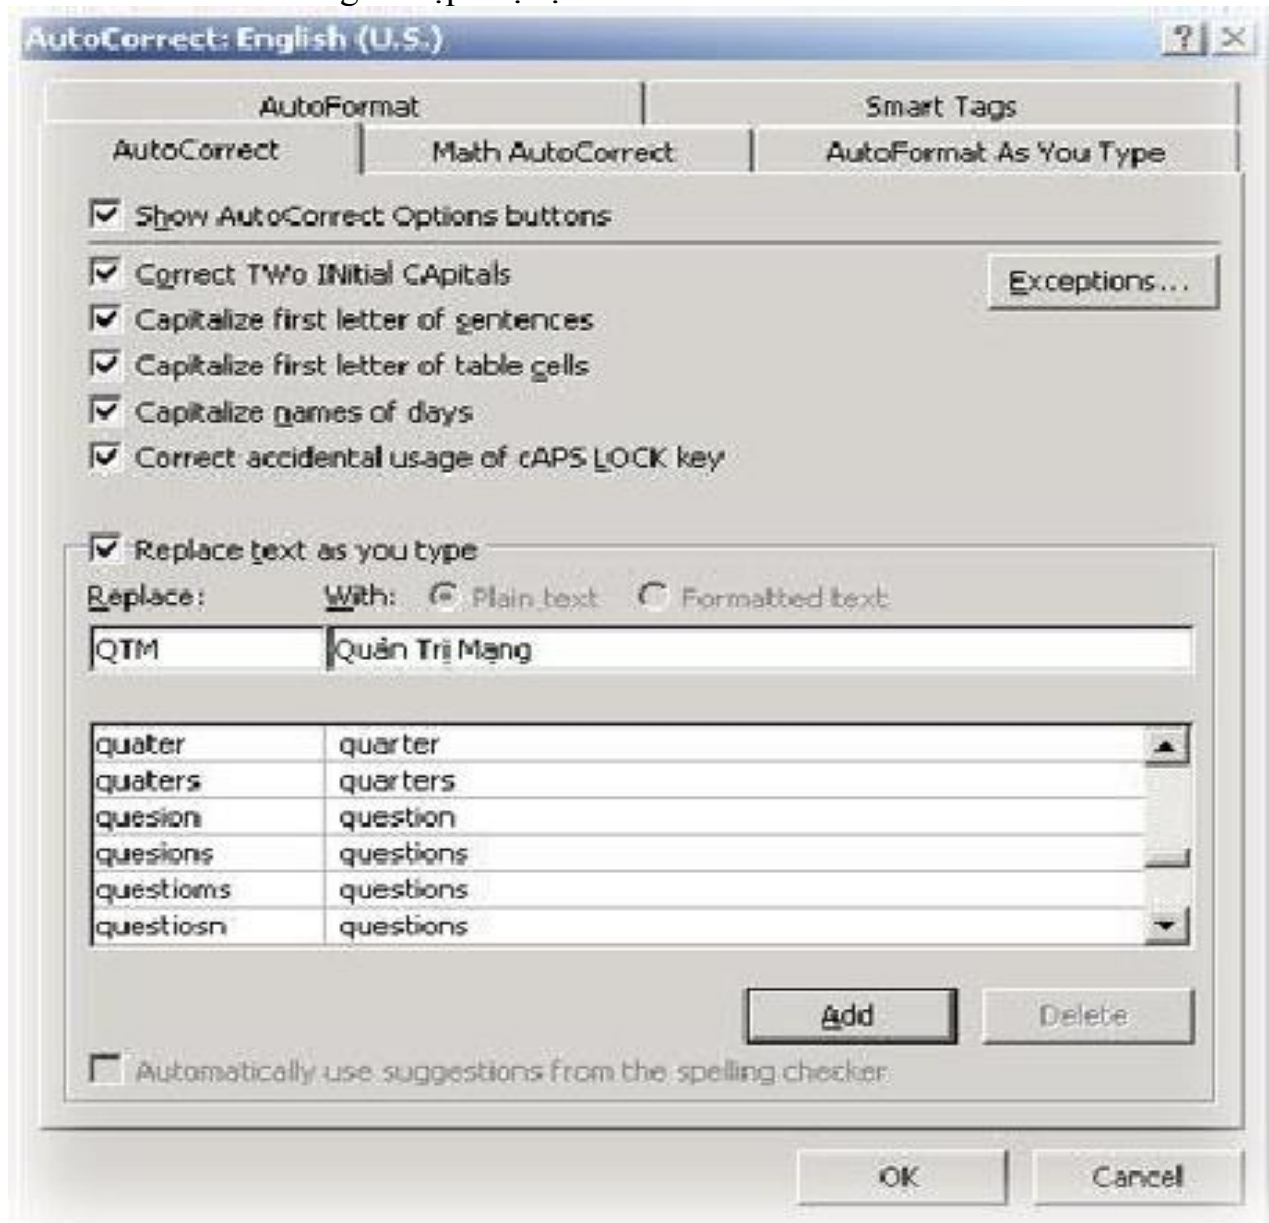 AutoCorrect: English (U.S.)
AutoFormat Smart Tags
AutoCorrect Math AutoCorrect AutoFormat As You Type
Show AutoCorrect Options buttons
Correct TWo INitial CApitals
Exceptions...
Capitalize first letter of sentences
Capitalize first letter of table cells
Capitalize names of days
Correct accidental usage of cAPS LOCK key
Replace text as you type
Replace: With: Plain text Formatted text
QTM Quản Trị Mạng
quater quarter
quaters quarters
quesion question
quesions questions
questioms questions
questiosn questions
Add Delete
Automatically use suggestions from the spelling checker
OK Cancel